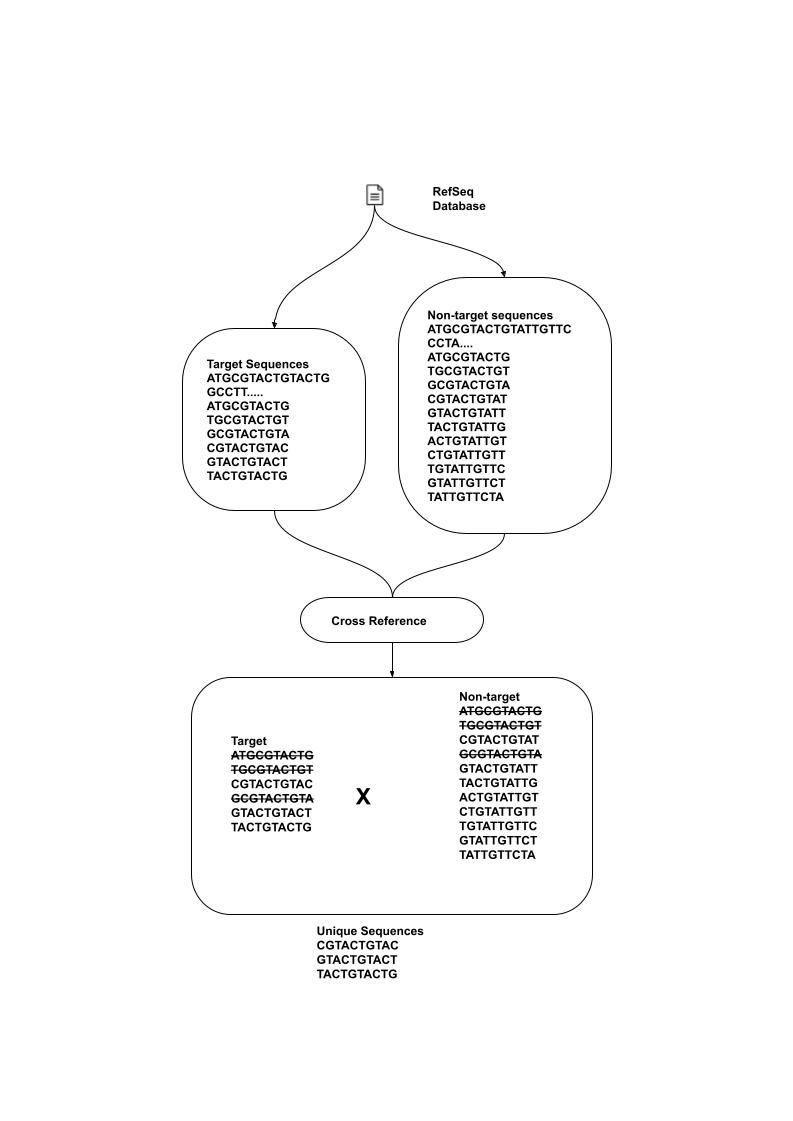 RefSeq
Database
Target Sequences
ATGCGTACTGTACTG
GCCTT.....
ATGCGTACTG
TGCGTACTGT
GCGTACTGTA
CGTACTGTAC
GTACTGTACT
TACTGTACTG
Non-target sequences
ATGCGTACTGTATTGTTC
CCTA....
ATGCGTACTG
TGCGTACTGT
GCGTACTGTA
CGTACTGTAT
GTACTGTATT
TACTGTATTG
ACTGTATTGT
CTGTATTGTT
TGTATTGTTC
GTATTGTTCT
TATTGTTCTA
Cross Reference
Target
ATGCGTACTG
TGCGTACTGT
CGTACTGTAC
GCGTACTGTA
GTACTGTACT
TACTGTACTG
X
Non-target
ATGCGTACTG
TGCGTACTGT
CGTACTGTAT
GCGTACTGTA
GTACTGTATT
TACTGTATTG
ACTGTATTGT
CTGTATTGTT
TGTATTGTTC
GTATTGTTCT
TATTGTTCTA
Unique Sequences
CGTACTGTAC
GTACTGTACT
TACTGTACTG